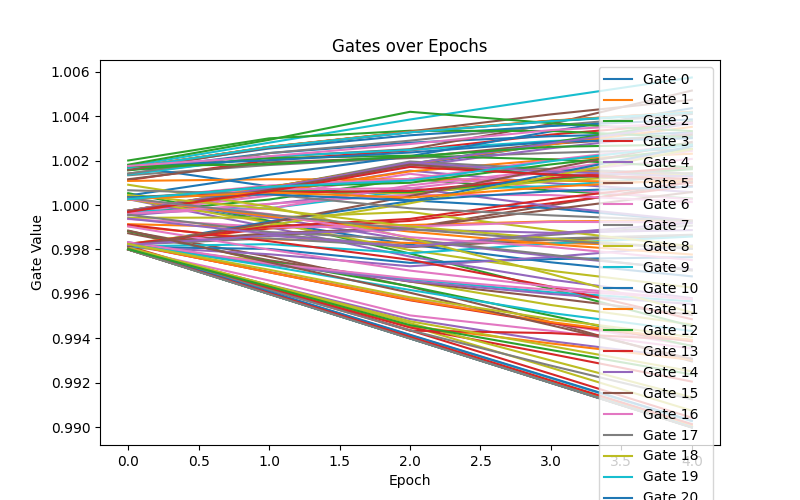 Gates over Epochs
Gate Value
1.006
1.004
1.002
1.000
0.998
0.996
0.994
0.992
0.990
0.0 0.5 1.0 1.5 2.0 2.5 3.0 3.5 4.0
Epoch
Gate 0
Gate 1
Gate 2
Gate 3
Gate 4
Gate 5
Gate 6
Gate 7
Gate 8
Gate 9
Gate 10
Gate 11
Gate 12
Gate 13
Gate 14
Gate 15
Gate 16
Gate 17
Gate 18
Gate 19
Gate 20